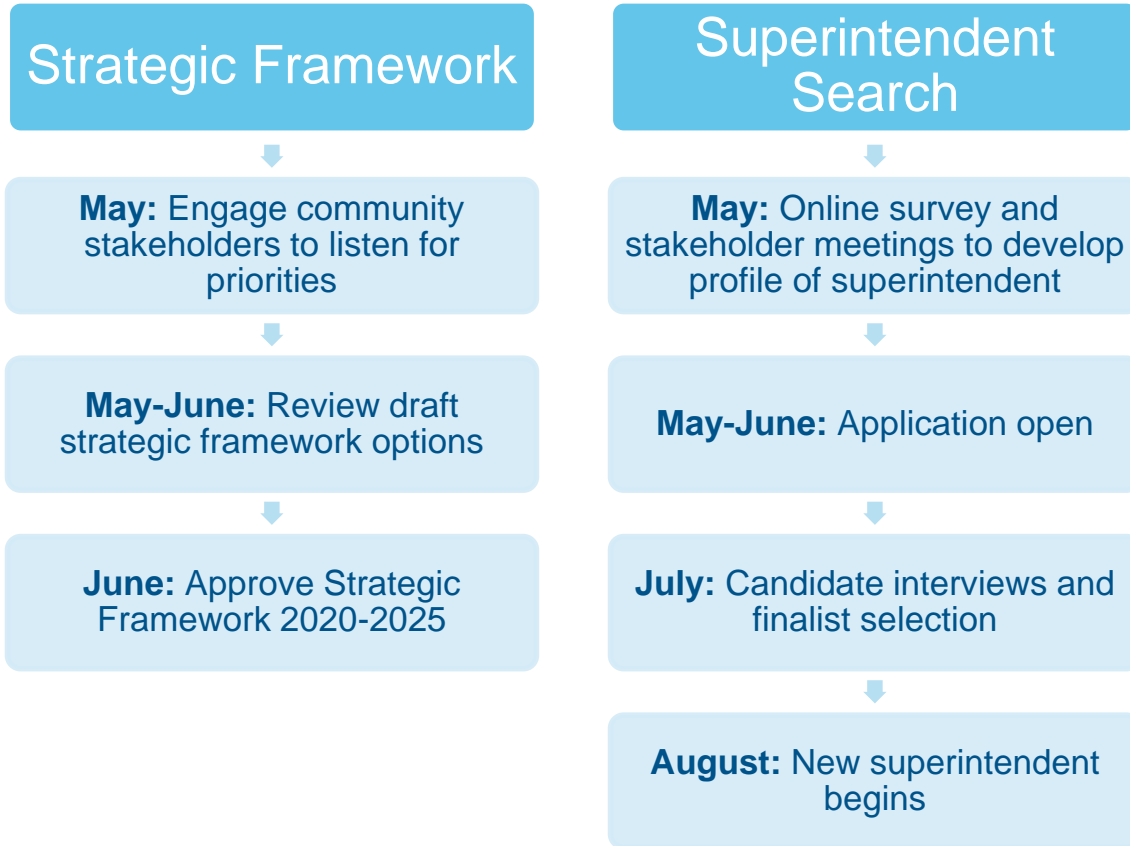 Strategic Framework
May: Engage community
stakeholders to listen for
priorities
May-June: Review draft
strategic framework options
June: Approve Strategic
Framework 2020-2025
Superintendent
Search
May: Online survey and
stakeholder meetings to develop
profile of superintendent
May-June: Application open
July: Candidate interviews and
finalist selection
August: New superintendent
begins